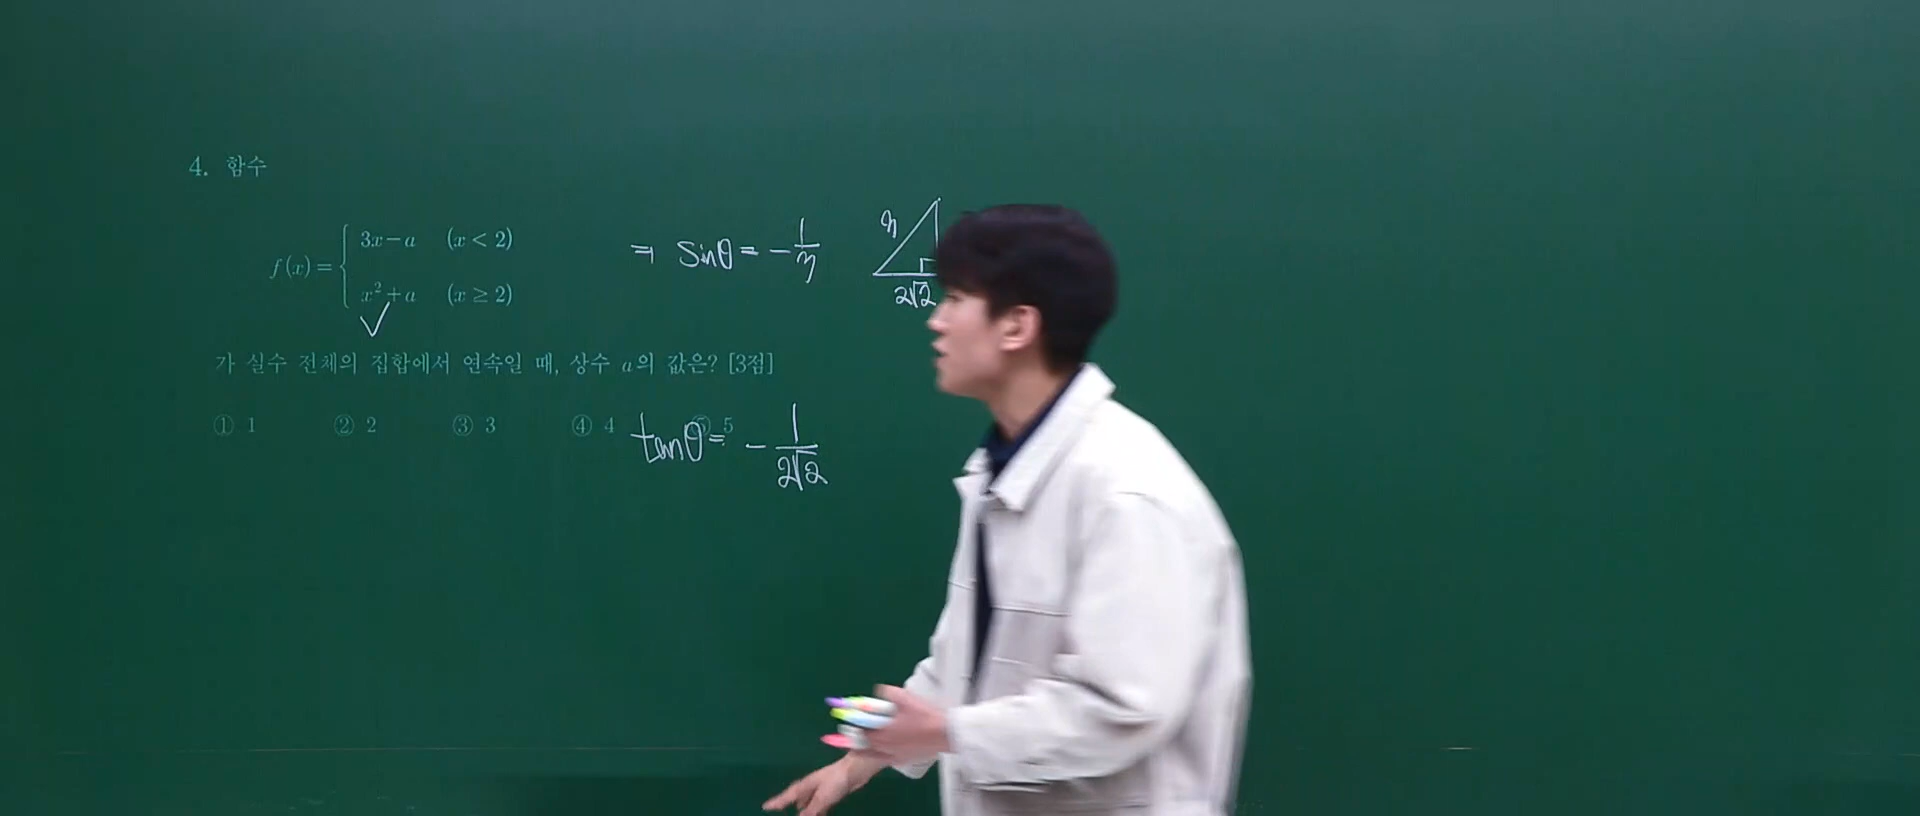 4. 함수
f(x) = { 3x-a (x < 2)
x²+a (x ≥ 2)
가 실수 전체의 집합에서 연속일 때, 상수 a의 값은? [3점]
① 1 ② 2 ③ 3 ④ 4 ⑤ 5
⇒ sinθ = -1/3
3
2√2
tanθ = -1/(2√2)